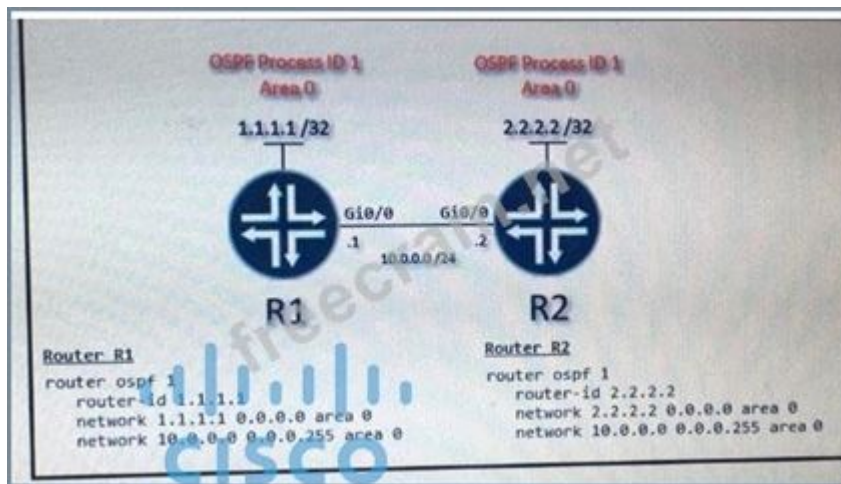 OSPF Process ID 1
Area 0
OSPF Process ID 1
Area 0
1.1.1.1/32
2.2.2.2/32
Gi0/0
Gi0/0
.1
.2
10.0.0.0/24
R1
R2
freecram.net
Router R1
router ospf 1
router-id 1.1.1.1
network 1.1.1.1 0.0.0.0 area 0
network 10.0.0.0 0.0.0.255 area 0
Router R2
router ospf 1
router-id 2.2.2.2
network 2.2.2.2 0.0.0.0 area 0
network 10.0.0.0 0.0.0.255 area 0
CISCO